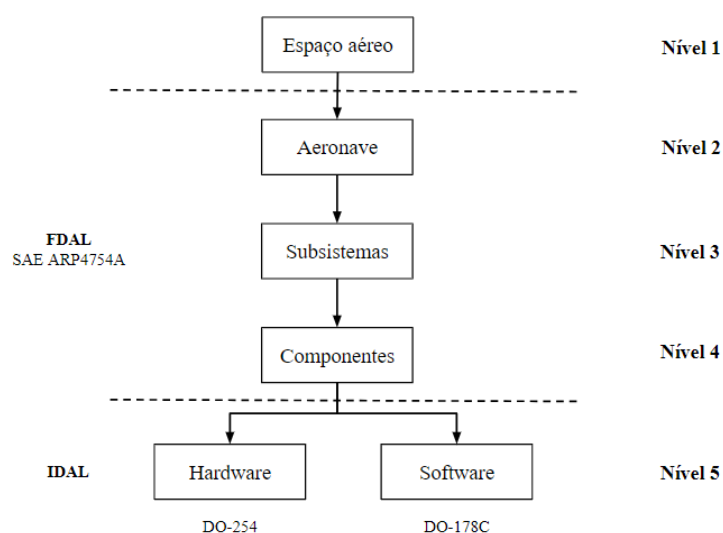 Espaço aéreo
Nível 1
Aeronave
Nível 2
FDAL
SAE ARP4754A
Subsistemas
Nível 3
Componentes
Nível 4
IDAL
Hardware
Software
Nível 5
DO-254
DO-178C